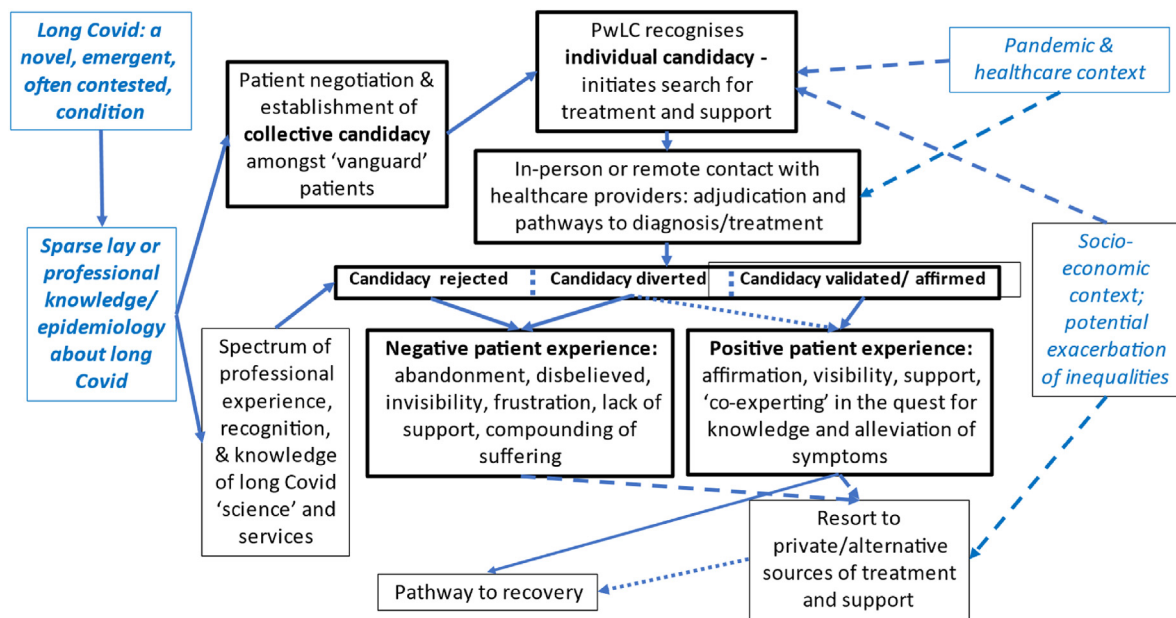 Long Covid: a
novel, emergent,
often contested,
condition
Patient negotiation &
establishment of
collective candidacy
amongst ‘vanguard’
patients
PwLC recognises
individual candidacy -
initiates search for
treatment and support
Pandemic &
healthcare context
In-person or remote contact with
healthcare providers: adjudication and
pathways to diagnosis/treatment
Sparse lay or
professional
knowledge/
epidemiology
about long
Covid
Candidacy rejected
Candidacy diverted
Candidacy validated/ affirmed
Socio-
economic
context;
potential
exacerbation
of inequalities
Spectrum of
professional
experience,
recognition,
& knowledge
of long Covid
‘science’ and
services
Negative patient experience:
abandonment, disbelieved,
invisibility, frustration, lack of
support, compounding of
suffering
Positive patient experience:
affirmation, visibility, support,
‘co-experting’ in the quest for
knowledge and alleviation of
symptoms
Resort to
private/alternative
sources of treatment
and support
Pathway to recovery